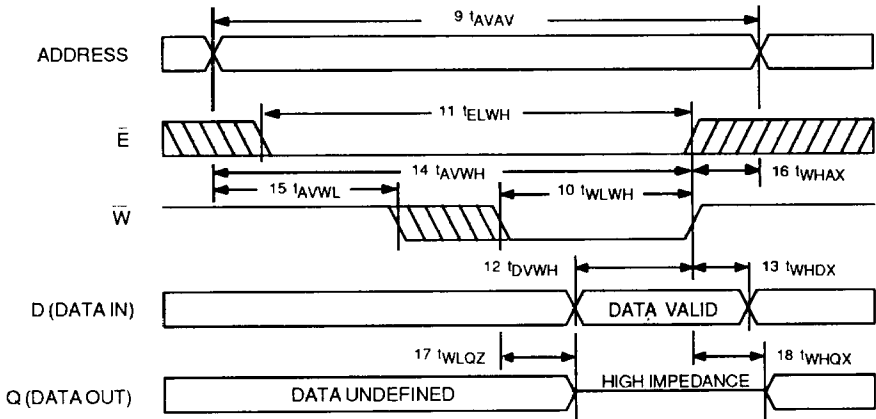 9 tAVAV
ADDRESS
11 tELWH
E̅
14 tAVWH
16 tWHAX
15 tAVWL
10 tWLWH
W̅
12 tDVWH
13 tWHDX
D (DATA IN)
DATA VALID
17 tWLQZ
18 tWHQX
HIGH IMPEDANCE
Q (DATA OUT)
DATA UNDEFINED